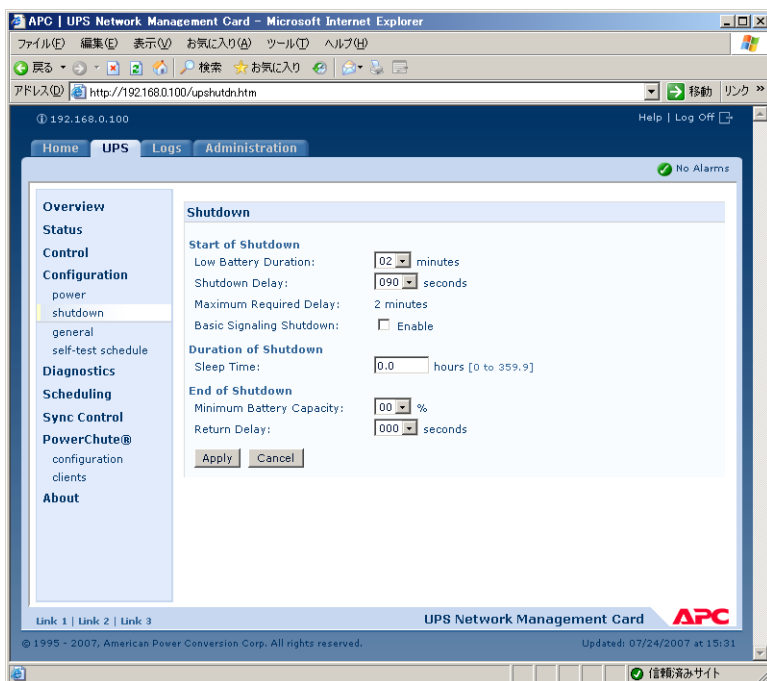 APC | UPS Network Management Card - Microsoft Internet Explorer
ファイル(F) 編集(E) 表示(V) お気に入り(A) ツール(T) ヘルプ(H)
戻る 検索 お気に入り
アドレス(D) http://192.168.0.100/upshutdn.htm 移動 リンク »
192.168.0.100 Help | Log Off
Home UPS Logs Administration
No Alarms
Overview
Status
Control
Configuration
power
shutdown
general
self-test schedule
Diagnostics
Scheduling
Sync Control
PowerChute®
configuration
clients
About
Shutdown
Start of Shutdown
Low Battery Duration: 02 minutes
Shutdown Delay: 090 seconds
Maximum Required Delay: 2 minutes
Basic Signaling Shutdown: Enable
Duration of Shutdown
Sleep Time: 0.0 hours [0 to 359.9]
End of Shutdown
Minimum Battery Capacity: 00 %
Return Delay: 000 seconds
Apply Cancel
Link 1 | Link 2 | Link 3 UPS Network Management Card APC
© 1995 - 2007, American Power Conversion Corp. All rights reserved. Updated: 07/24/2007 at 15:31
信頼済みサイト